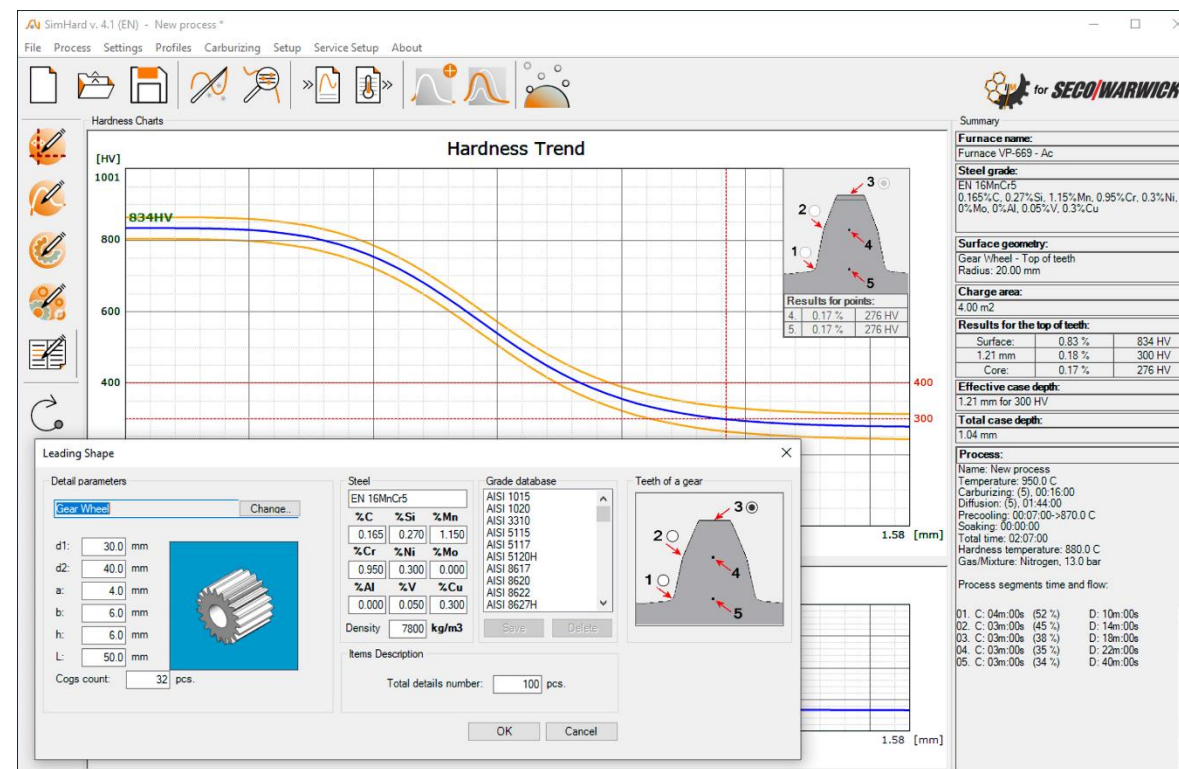 SimHard v. 4.1 (EN) - New process *
File Process Settings Profiles Carburizing Setup Service Setup About
for SECO/WARWICK
Hardness Charts
Hardness Trend
[HV]
1001
834HV
800
600
400
400
300
3
2
4
1
5
Results for points:
4. 0.17 % 276 HV
5. 0.17 % 276 HV
1.58 [mm]
1.58 [mm]
Summary
Furnace name:
Furnace VP-669 - Ac
Steel grade:
EN 16MnCr5
0.165%C, 0.27%Si, 1.15%Mn, 0.95%Cr, 0.3%Ni,
0%Mo, 0%Al, 0.05%V, 0.3%Cu
Surface geometry:
Gear Wheel - Top of teeth
Radius: 20.00 mm
Charge area:
4.00 m2
Results for the top of teeth:
Surface: 0.83 % 834 HV
1.21 mm 0.18 % 300 HV
Core: 0.17 % 276 HV
Effective case depth:
1.21 mm for 300 HV
Total case depth:
1.04 mm
Process:
Name: New process
Temperature: 950.0 C
Carburizing: (5), 00:16:00
Diffusion: (5), 01:44:00
Precooling: 00:07:00->870.0 C
Soaking: 00:00:00
Total time: 02:07:00
Hardness temperature: 880.0 C
Gas/Mixture: Nitrogen, 13.0 bar
Process segments time and flow:
01. C: 04m:00s (52 %) D: 10m:00s
02. C: 03m:00s (45 %) D: 14m:00s
03. C: 03m:00s (38 %) D: 18m:00s
04. C: 03m:00s (35 %) D: 22m:00s
05. C: 03m:00s (34 %) D: 40m:00s
Leading Shape
Detail parameters
Gear Wheel
Change..
d1: 30.0 mm
d2: 40.0 mm
a: 4.0 mm
b: 6.0 mm
h: 6.0 mm
L: 50.0 mm
Cogs count: 32 pcs.
Steel
EN 16MnCr5
%C %Si %Mn
0.165 0.270 1.150
%Cr %Ni %Mo
0.950 0.300 0.000
%Al %V %Cu
0.000 0.050 0.300
Density 7800 kg/m3
Grade database
AISI 1015
AISI 1020
AISI 3310
AISI 5115
AISI 5117
AISI 5120H
AISI 8617
AISI 8620
AISI 8622
AISI 8627H
Save Delete
Items Description
Total details number: 100 pcs.
Teeth of a gear
3
2
4
1
5
OK Cancel